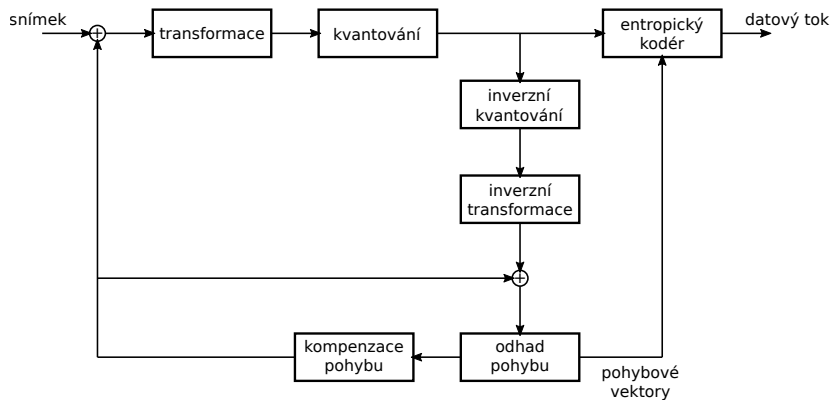 snímek
transformace
kvantování
entropický
kodér
datový tok
inverzní
kvantování
inverzní
transformace
kompenzace
pohybu
odhad
pohybu
pohybové
vektory